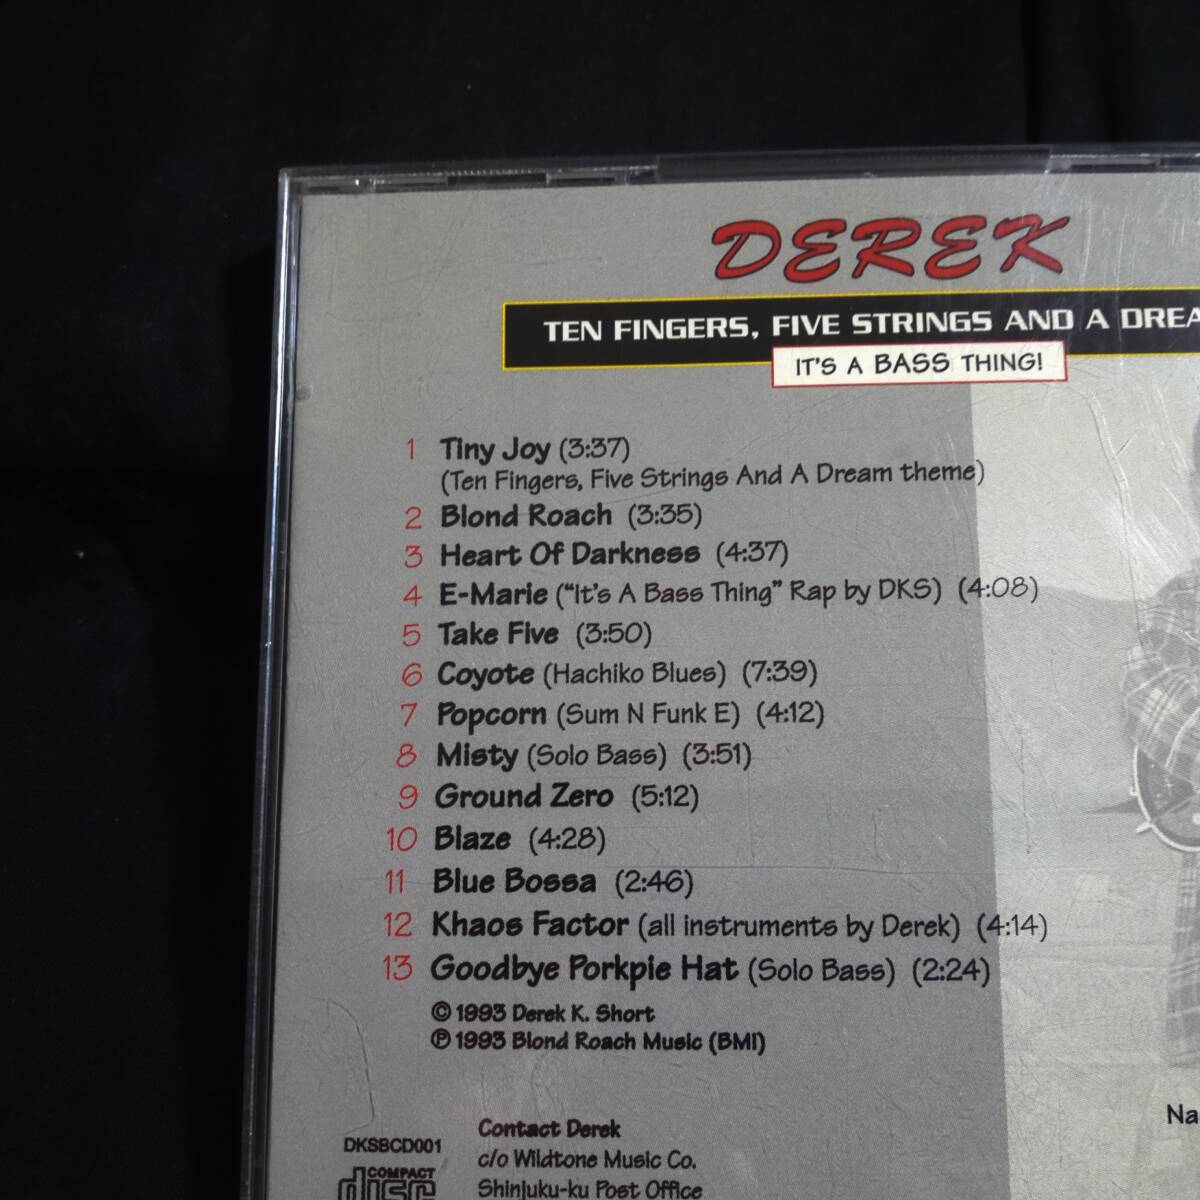 DEREK
TEN FINGERS, FIVE STRINGS AND A
IT'S A BASS THING!
1 Tiny Joy (3:37)
(Ten Fingers, Five Strings And A Dream theme)
2 Blond Roach (3:35)
3 Heart Of Darkness (4:37)
4 E-Marie ("It's A Bass Thing" Rap by DKS) (4:08)
5 Take Five (3:50)
6 Coyote (Hachiko Blues) (7:39)
7 Popcorn (Sum N Funk E) (4:12)
8 Misty (Solo Bass) (3:51)
9 Ground Zero (5:12)
10 Blaze (4:28)
11 Blue Bossa (2:46)
12 Khaos Factor (all instruments by Derek) (4:14)
13 Goodbye Porkpie Hat (Solo Bass) (2:24)
© 1993 Derek K. Short
℗ 1993 Blond Roach Music (BMI)
Contact Derek
DKSBCD001
c/o Wildtone Music Co.
COMPACT
disc
Shinjuku-ku Post Office